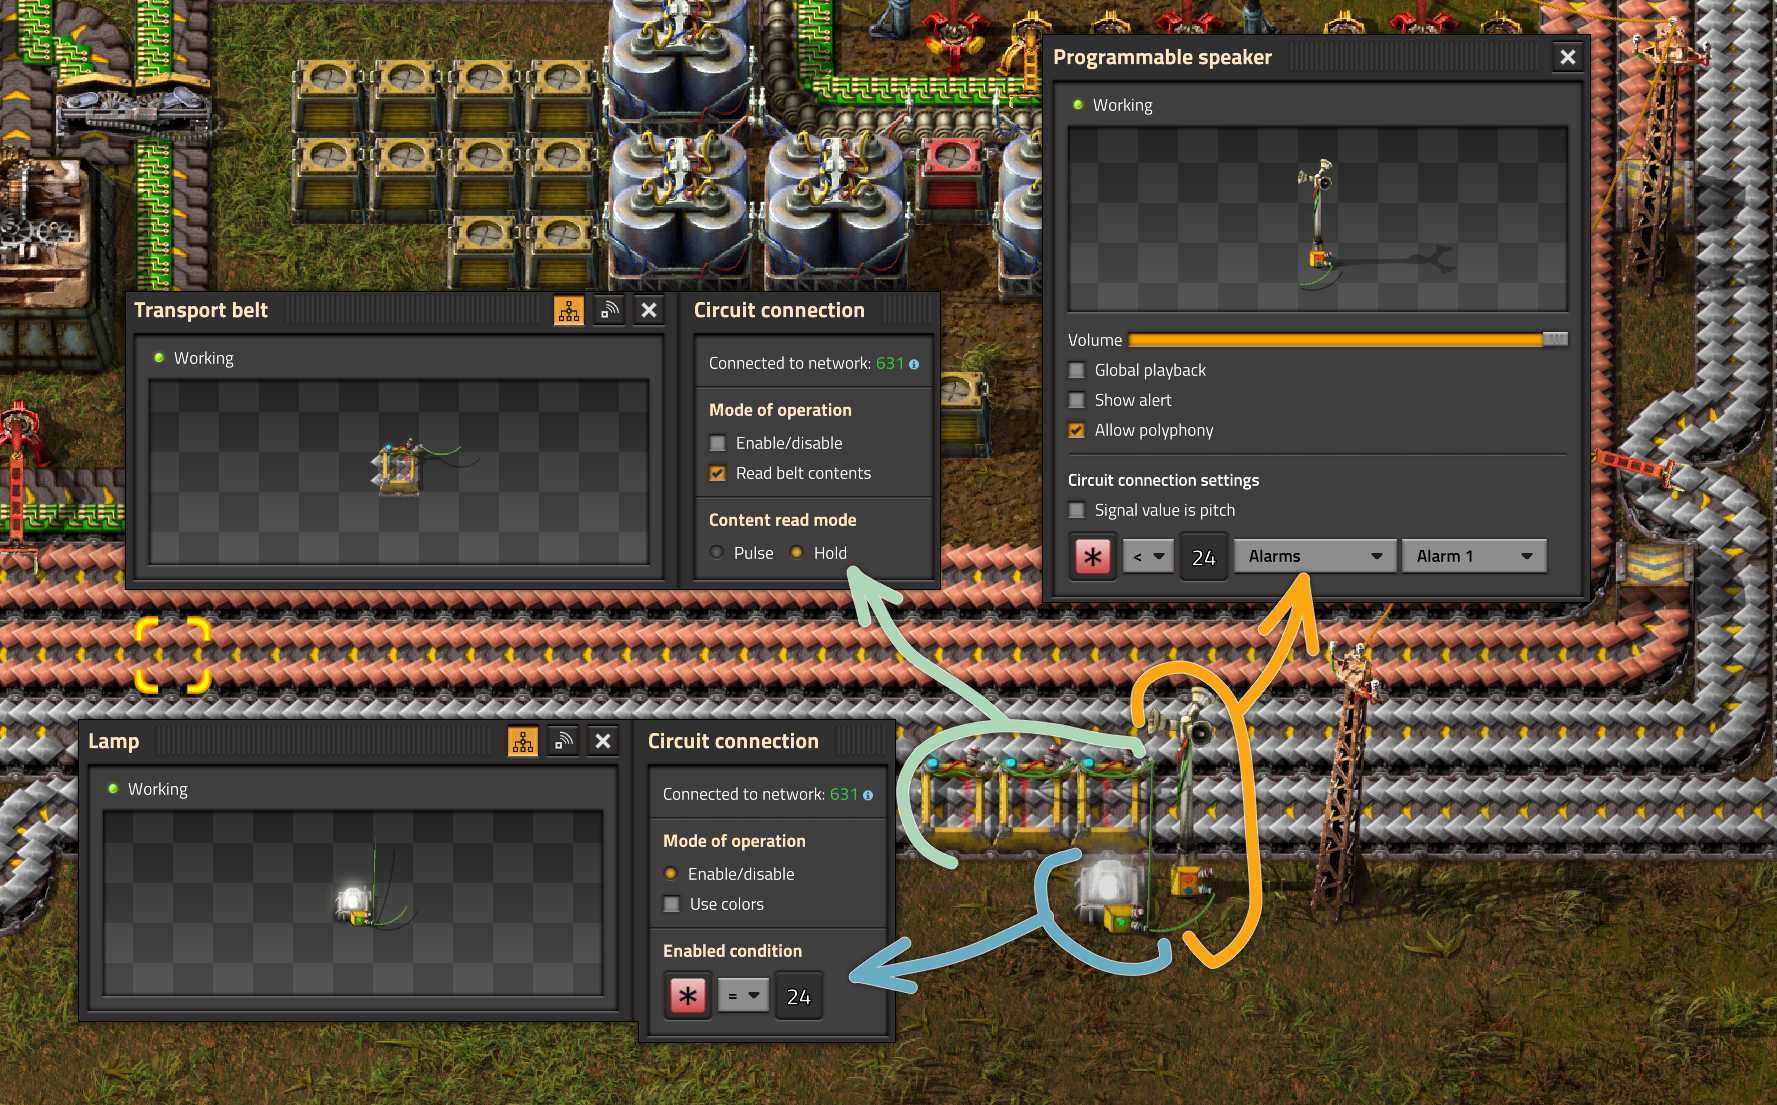 Programmable speaker
Working
Volume
Global playback
Show alert
Allow polyphony
Circuit connection settings
Signal value is pitch
* < 24 Alarms Alarm 1
Transport belt
Working
Circuit connection
Connected to network: 631
Mode of operation
Enable/disable
Read belt contents
Content read mode
Pulse Hold
Lamp
Working
Circuit connection
Connected to network: 631
Mode of operation
Enable/disable
Use colors
Enabled condition
* = 24